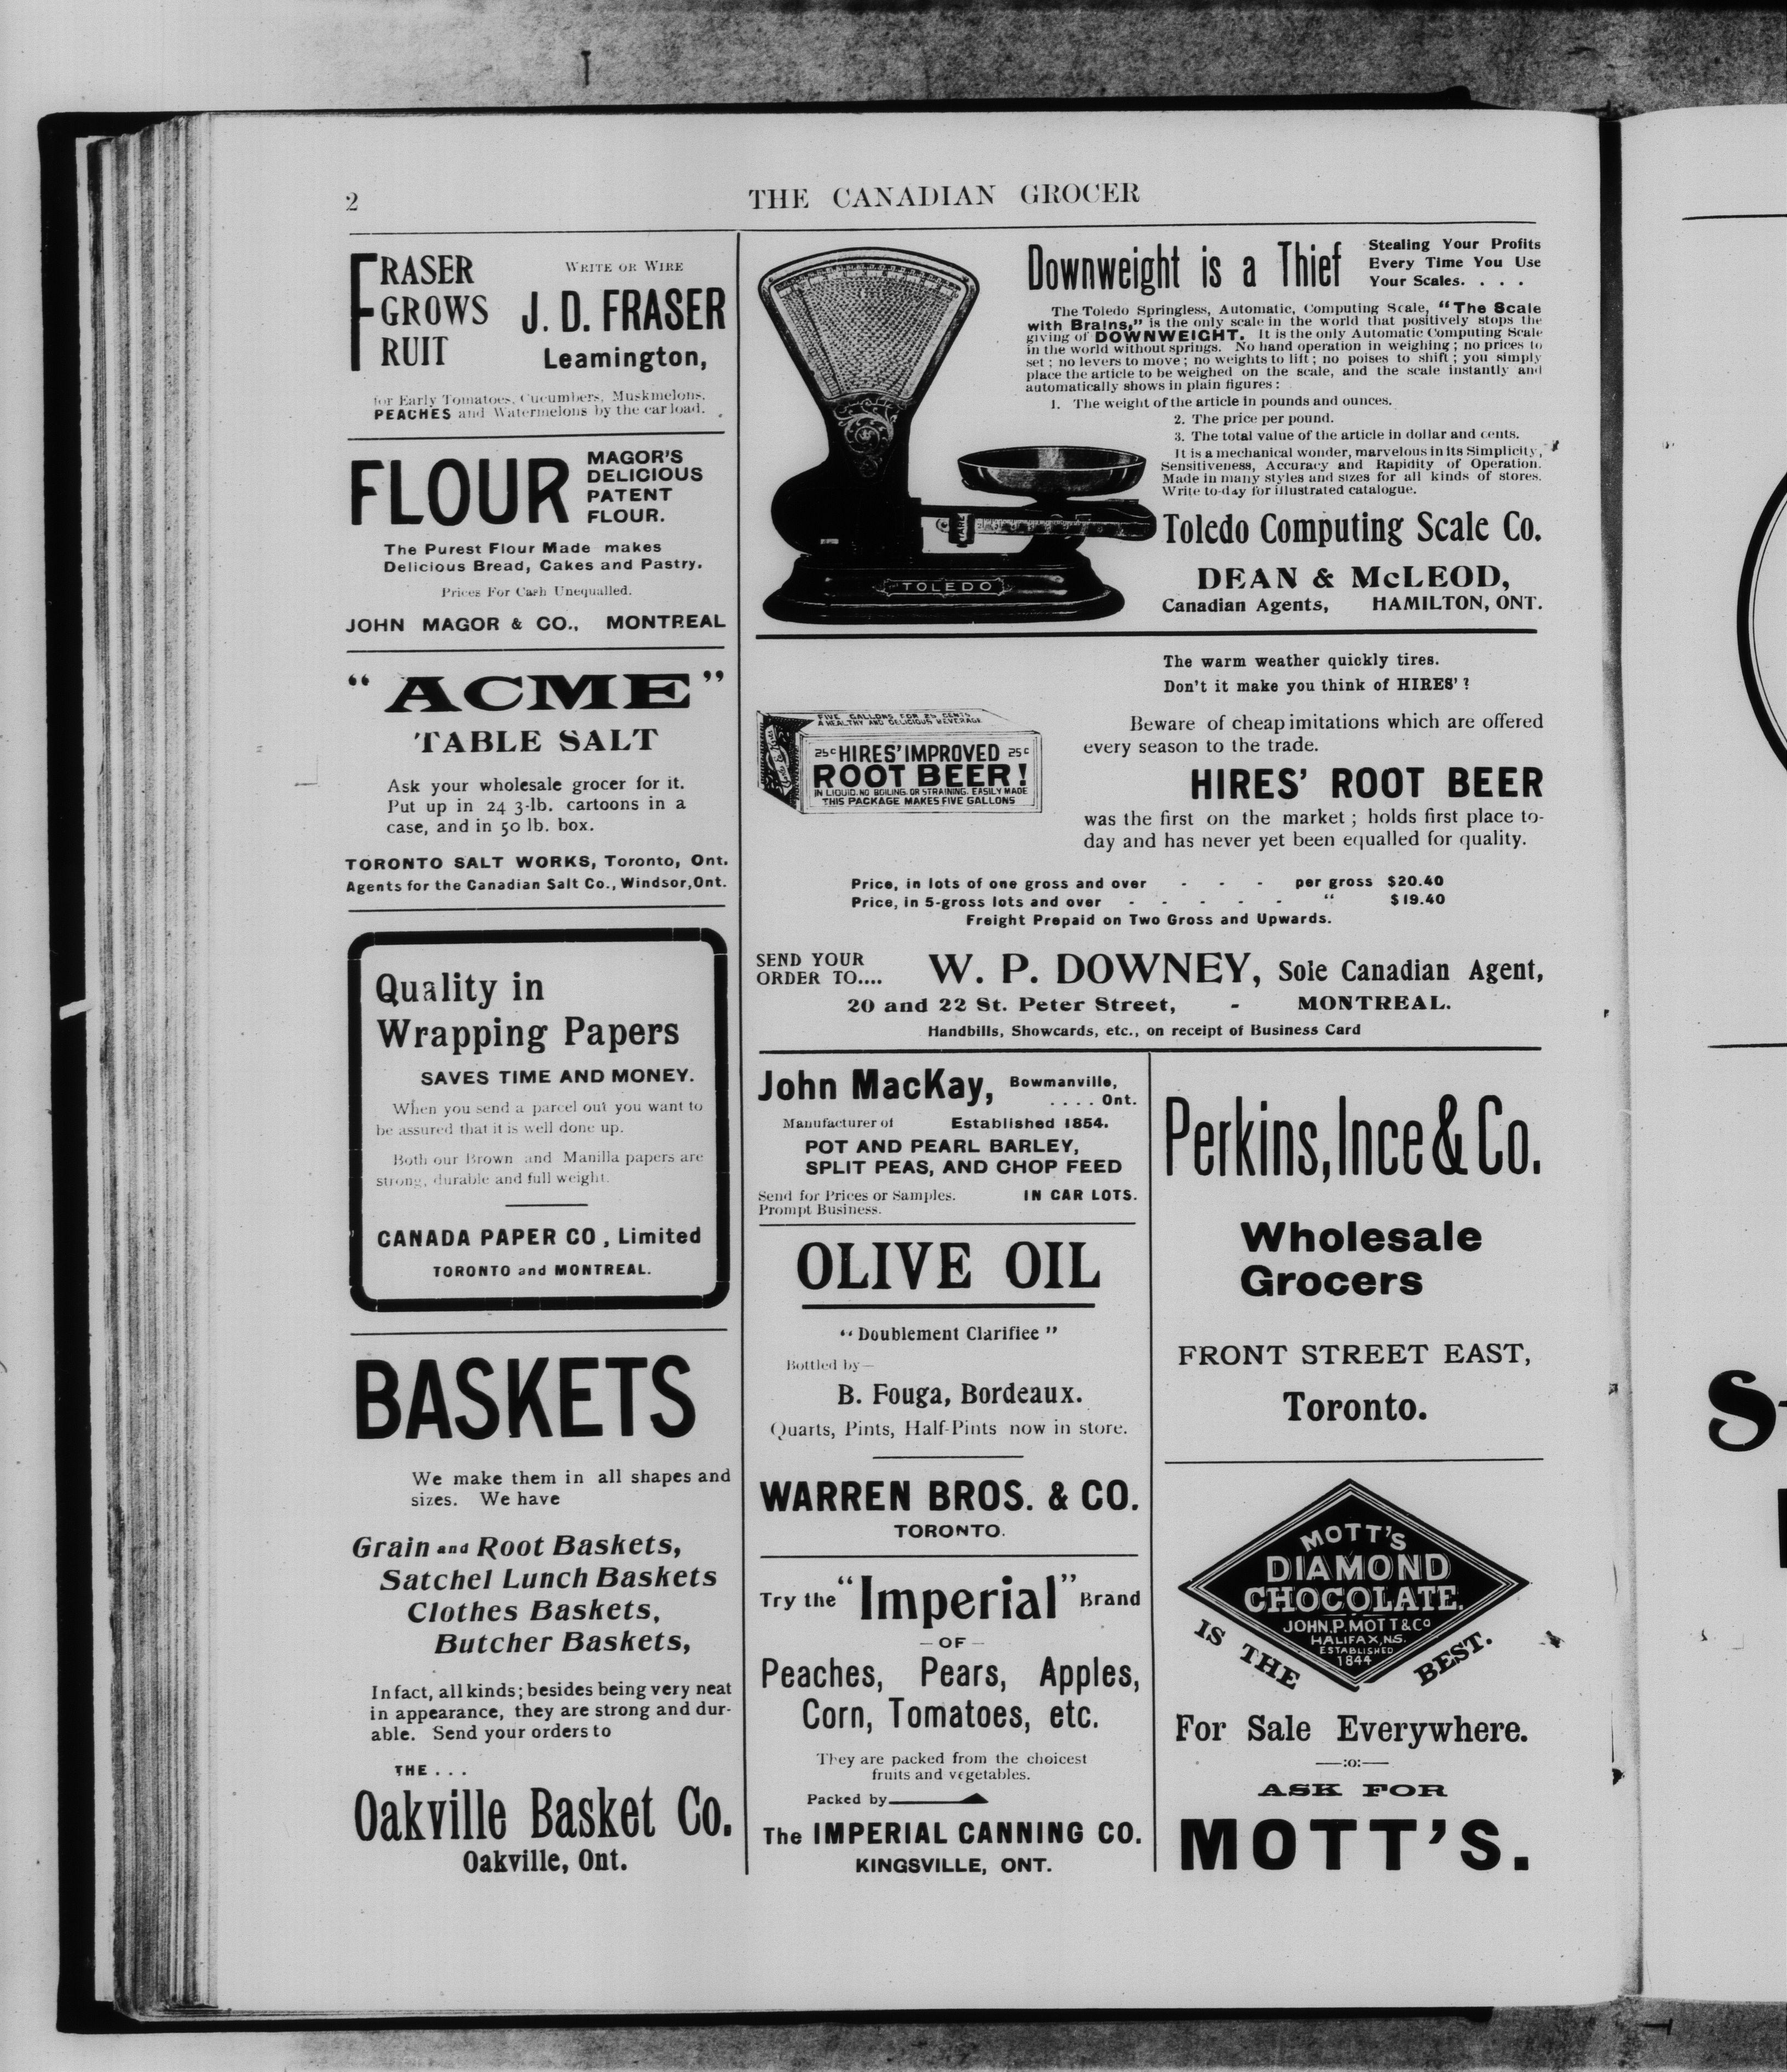 2
THE CANADIAN GROCER
FRASER
GROWS
FRUIT
WRITE OR WIRE
J. D. FRASER
Leamington,
for Early Tomatoes, Cucumbers, Muskmelons,
PEACHES and Watermelons by the car load.
FLOUR
MAGOR'S
DELICIOUS
PATENT
FLOUR.
The Purest Flour Made makes
Delicious Bread, Cakes and Pastry.
Prices For Cash Unequalled.
JOHN MAGOR & CO., MONTREAL
"ACME"
TABLE SALT
Ask your wholesale grocer for it.
Put up in 24 3-lb. cartoons in a
case, and in 50 lb. box.
TORONTO SALT WORKS, Toronto, Ont.
Agents for the Canadian Salt Co., Windsor, Ont.
Quality in
Wrapping Papers
SAVES TIME AND MONEY.
When you send a parcel out you want to
be assured that it is well done up.
Both our Brown and Manilla papers are
strong, durable and full weight.
CANADA PAPER CO, Limited
TORONTO and MONTREAL.
BASKETS
We make them in all shapes and
sizes. We have
Grain and Root Baskets,
Satchel Lunch Baskets
Clothes Baskets,
Butcher Baskets,
In fact, all kinds; besides being very neat
in appearance, they are strong and dur-
able. Send your orders to
THE . . .
Oakville Basket Co.
Oakville, Ont.
Downweight is a Thief
Stealing Your Profits
Every Time You Use
Your Scales. . . .
The Toledo Springless, Automatic, Computing Scale, "The Scale
with Brains," is the only scale in the world that positively stops the
giving of DOWNWEIGHT. It is the only Automatic Computing Scale
in the world without springs. No hand operation in weighing; no prices to
set; no levers to move; no weights to lift; no poises to shift; you simply
place the article to be weighed on the scale, and the scale instantly and
automatically shows in plain figures:
1. The weight of the article in pounds and ounces.
2. The price per pound.
3. The total value of the article in dollar and cents.
It is a mechanical wonder, marvelous in its Simplicity,
Sensitiveness, Accuracy and Rapidity of Operation.
Made in many styles and sizes for all kinds of stores.
Write to-day for illustrated catalogue.
TOLEDO
Toledo Computing Scale Co.
DEAN & McLEOD,
Canadian Agents, HAMILTON, ONT.
The warm weather quickly tires.
Don't it make you think of HIRES'?
FIVE GALLONS FOR 25 CENTS
A HEALTHY AND DELICIOUS BEVERAGE
25c HIRES' IMPROVED 25c
ROOT BEER!
IN LIQUID. NO BOILING OR STRAINING. EASILY MADE
THIS PACKAGE MAKES FIVE GALLONS
Beware of cheap imitations which are offered
every season to the trade.
HIRES' ROOT BEER
was the first on the market; holds first place to-
day and has never yet been equalled for quality.
Price, in lots of one gross and over - - - per gross $20.40
Price, in 5-gross lots and over - - - - - " $19.40
Freight Prepaid on Two Gross and Upwards.
SEND YOUR
ORDER TO....
W. P. DOWNEY, Sole Canadian Agent,
20 and 22 St. Peter Street, - MONTREAL.
Handbills, Showcards, etc., on receipt of Business Card
John MacKay, Bowmanville,
. . . . Ont.
Manufacturer of Established 1854.
POT AND PEARL BARLEY,
SPLIT PEAS, AND CHOP FEED
Send for Prices or Samples. IN CAR LOTS.
Prompt Business.
OLIVE OIL
"Doublement Clarifiee"
Bottled by—
B. Fouga, Bordeaux.
Quarts, Pints, Half-Pints now in store.
WARREN BROS. & CO.
TORONTO.
Try the "Imperial" Brand
— OF —
Peaches, Pears, Apples,
Corn, Tomatoes, etc.
They are packed from the choicest
fruits and vegetables.
Packed by
The IMPERIAL CANNING CO.
KINGSVILLE, ONT.
Perkins, Ince & Co.
Wholesale
Grocers
FRONT STREET EAST,
Toronto.
MOTT'S
DIAMOND
CHOCOLATE.
JOHN.P.MOTT & Co
HALIFAX, N.S.
ESTABLISHED
1844
IS THE BEST.
For Sale Everywhere.
—:o:—
ASK FOR
MOTT'S.